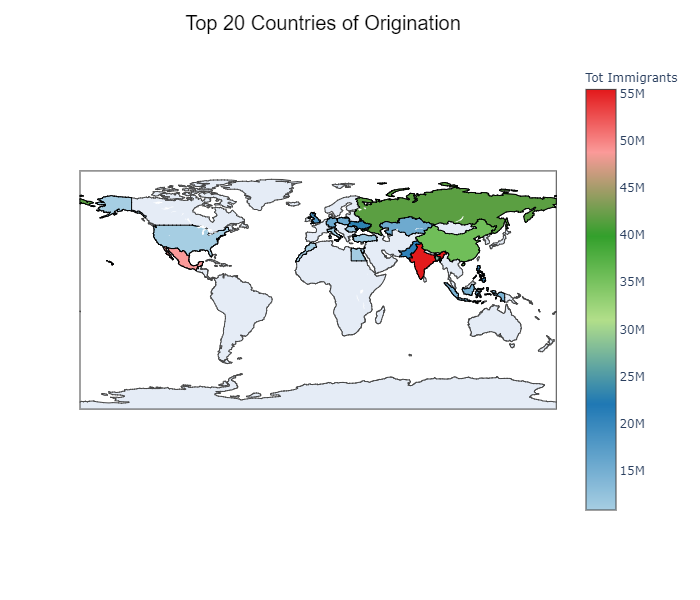 Top 20 Countries of Origination
Tot Immigrants
55M
50M
45M
40M
35M
30M
25M
20M
15M